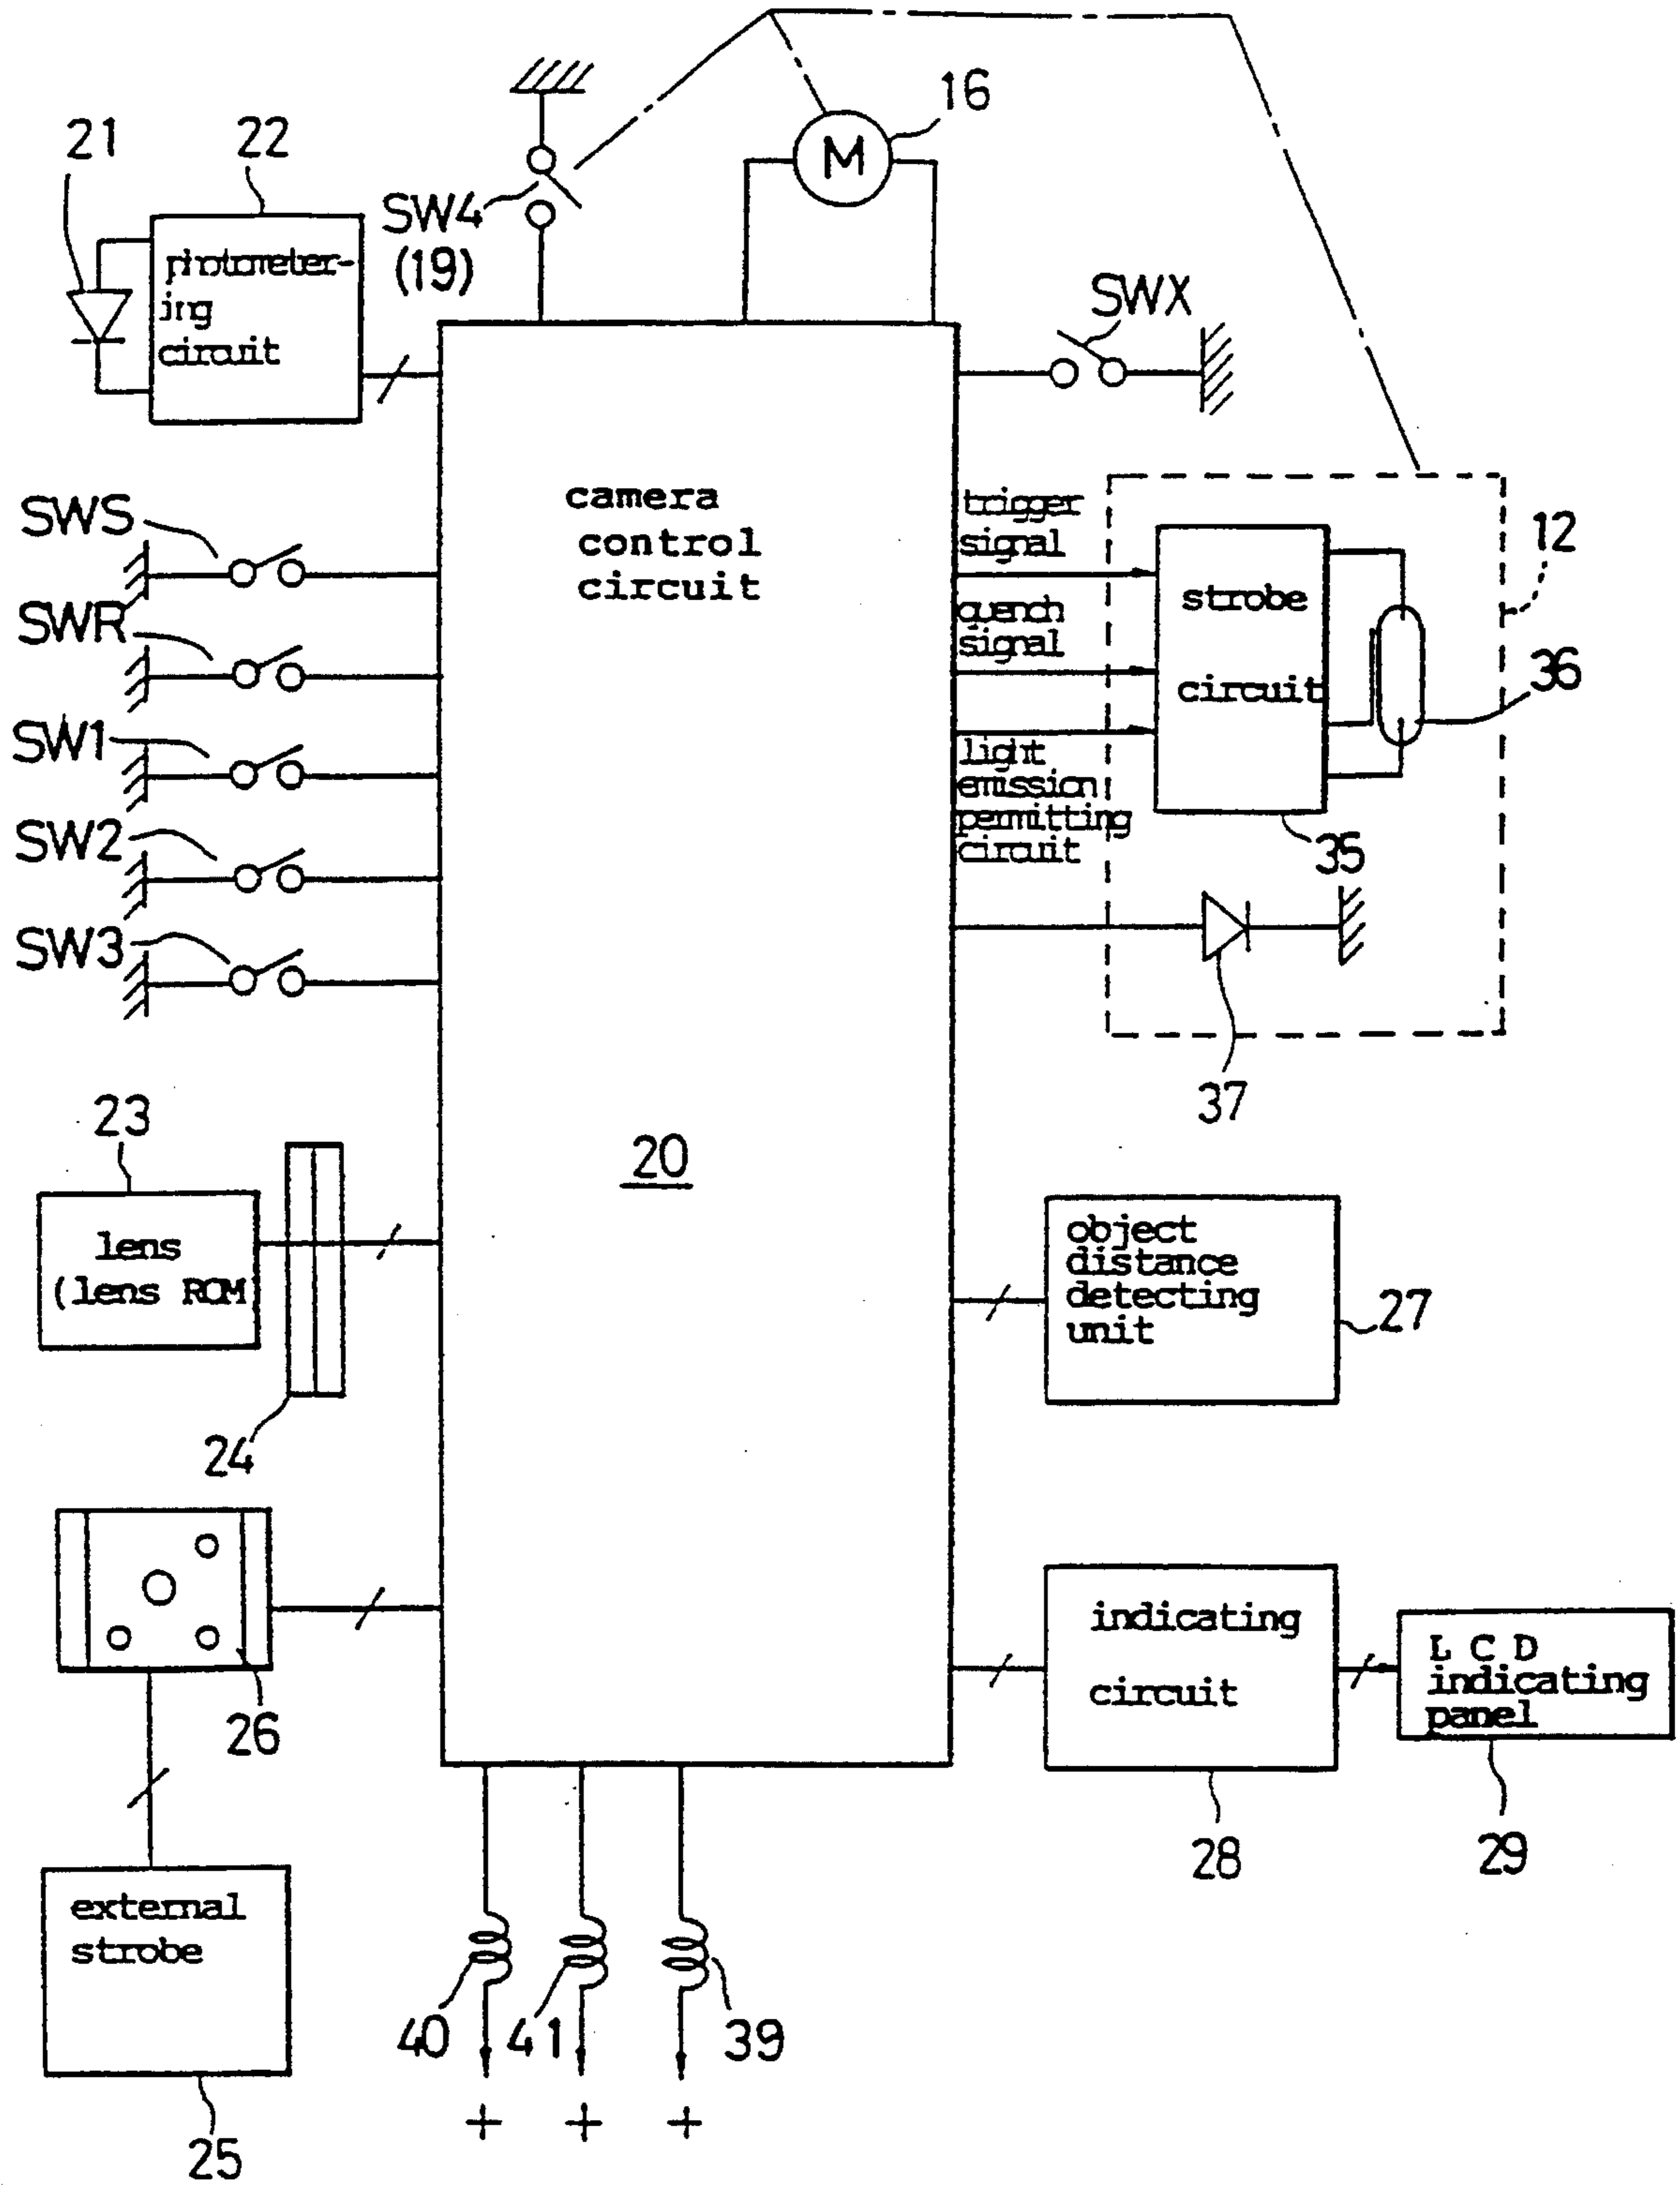 16
M
21
22
SW4
(19)
photometer-
ing
circuit
SWX
camera
control
circuit
20
SWS
SWR
SW1
SW2
SW3
trigger
signal
quench
signal
light
emission
permitting
circuit
strobe
circuit
12
36
35
37
23
lens
(lens ROM
24
object
distance
detecting
unit
27
26
indicating
circuit
28
L C D
indicating
panel
29
external
strobe
25
40
41
39
+
+
+